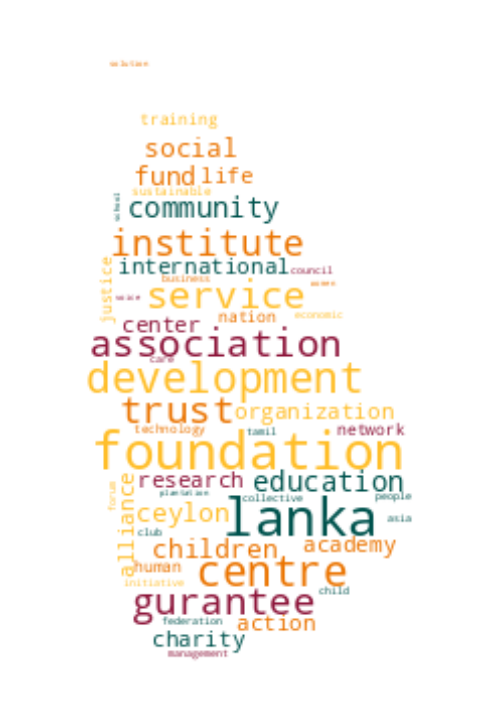 solution
training
social
fund life
sustainable
school
community
institute
international council
business women
justice
voice service
nation economic
center
association
care
development
trust organization
technology tamil network
foundation
research education
forum
alliance
plantation collective people
ceylon lanka asia
club
children academy
human centre
initiative child
gurantee
federation action
charity
management